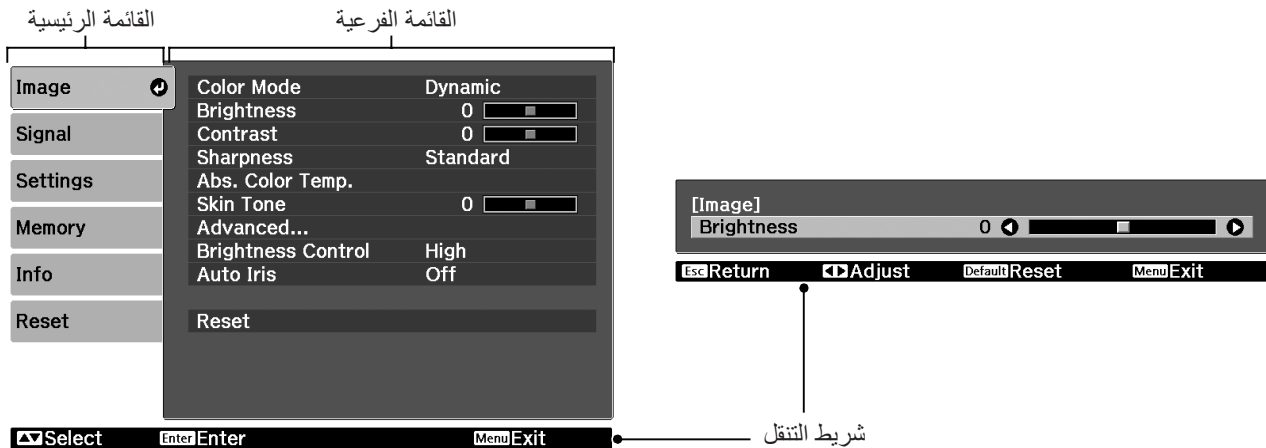 القائمة الرئيسية
القائمة الفرعية
Image
Signal
Settings
Memory
Info
Reset
Color Mode Dynamic
Brightness 0
Contrast 0
Sharpness Standard
Abs. Color Temp.
Skin Tone 0
Advanced...
Brightness Control High
Auto Iris Off
Reset
Select Enter Enter Menu Exit
[Image]
Brightness 0
Esc Return Adjust Default Reset Menu Exit
شريط التنقل